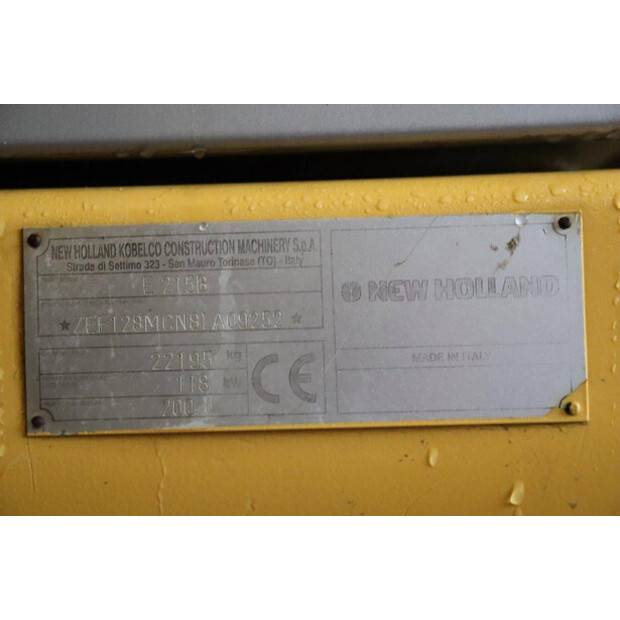 NEW HOLLAND KOBELCO CONSTRUCTION MACHINERY S.p.A.
Strada di Settimo 323 - San Mauro Torinese (TO) - Italy
E 215B
★ ZEF128MCN8LA09252 ★
22195 kg
118 kW
200
CE
NEW HOLLAND
MADE IN ITALY